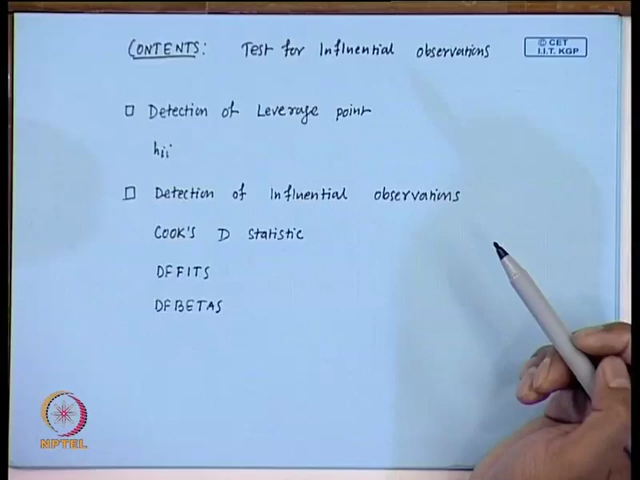 CONTENTS: Test for Influential observations
© CET
I.I.T. KGP
□ Detection of Leverage point
hii
□ Detection of Influential observations
COOK'S D statistic
DFFITS
DFBETAS
NPTEL